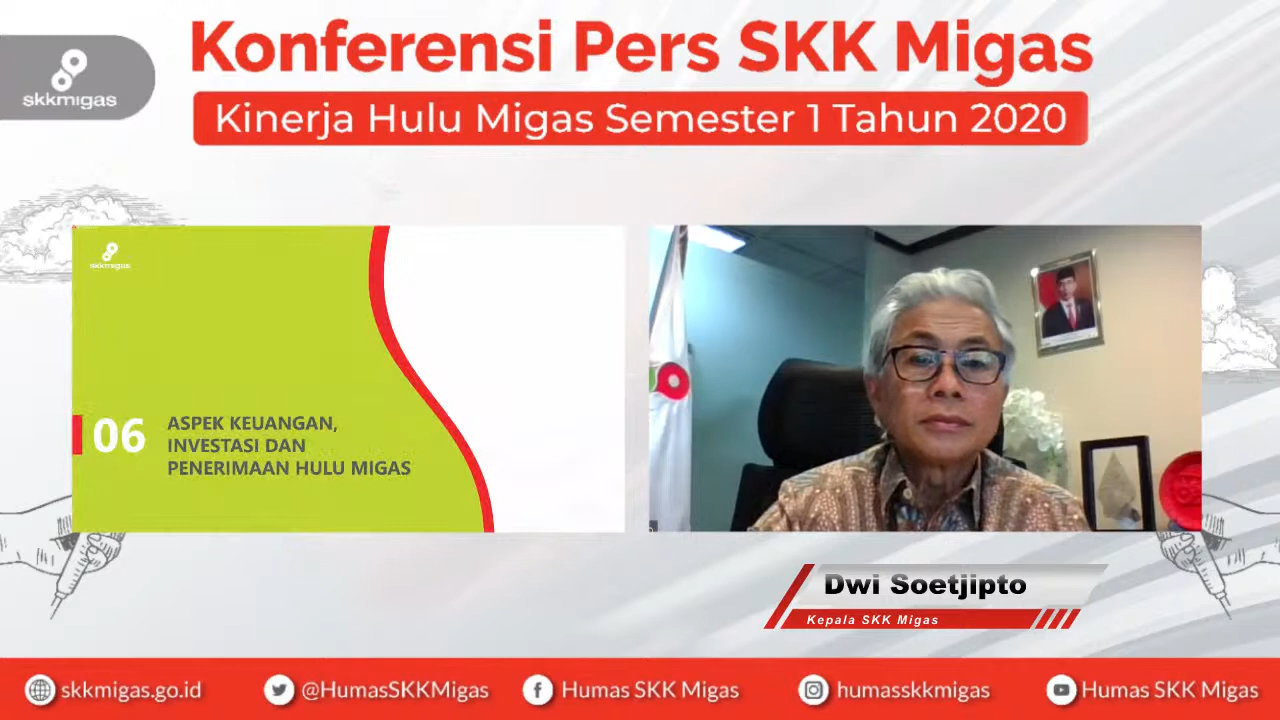 Konferensi Pers SKK Migas
skkmigas
Kinerja Hulu Migas Semester 1 Tahun 2020
skkmigas
06
ASPEK KEUANGAN,
INVESTASI DAN
PENERIMAAN HULU MIGAS
Dwi Soetjipto
Kepala SKK Migas
skkmigas.go.id
@HumasSKKMigas
Humas SKK Migas
humasskkmigas
Humas SKK Migas